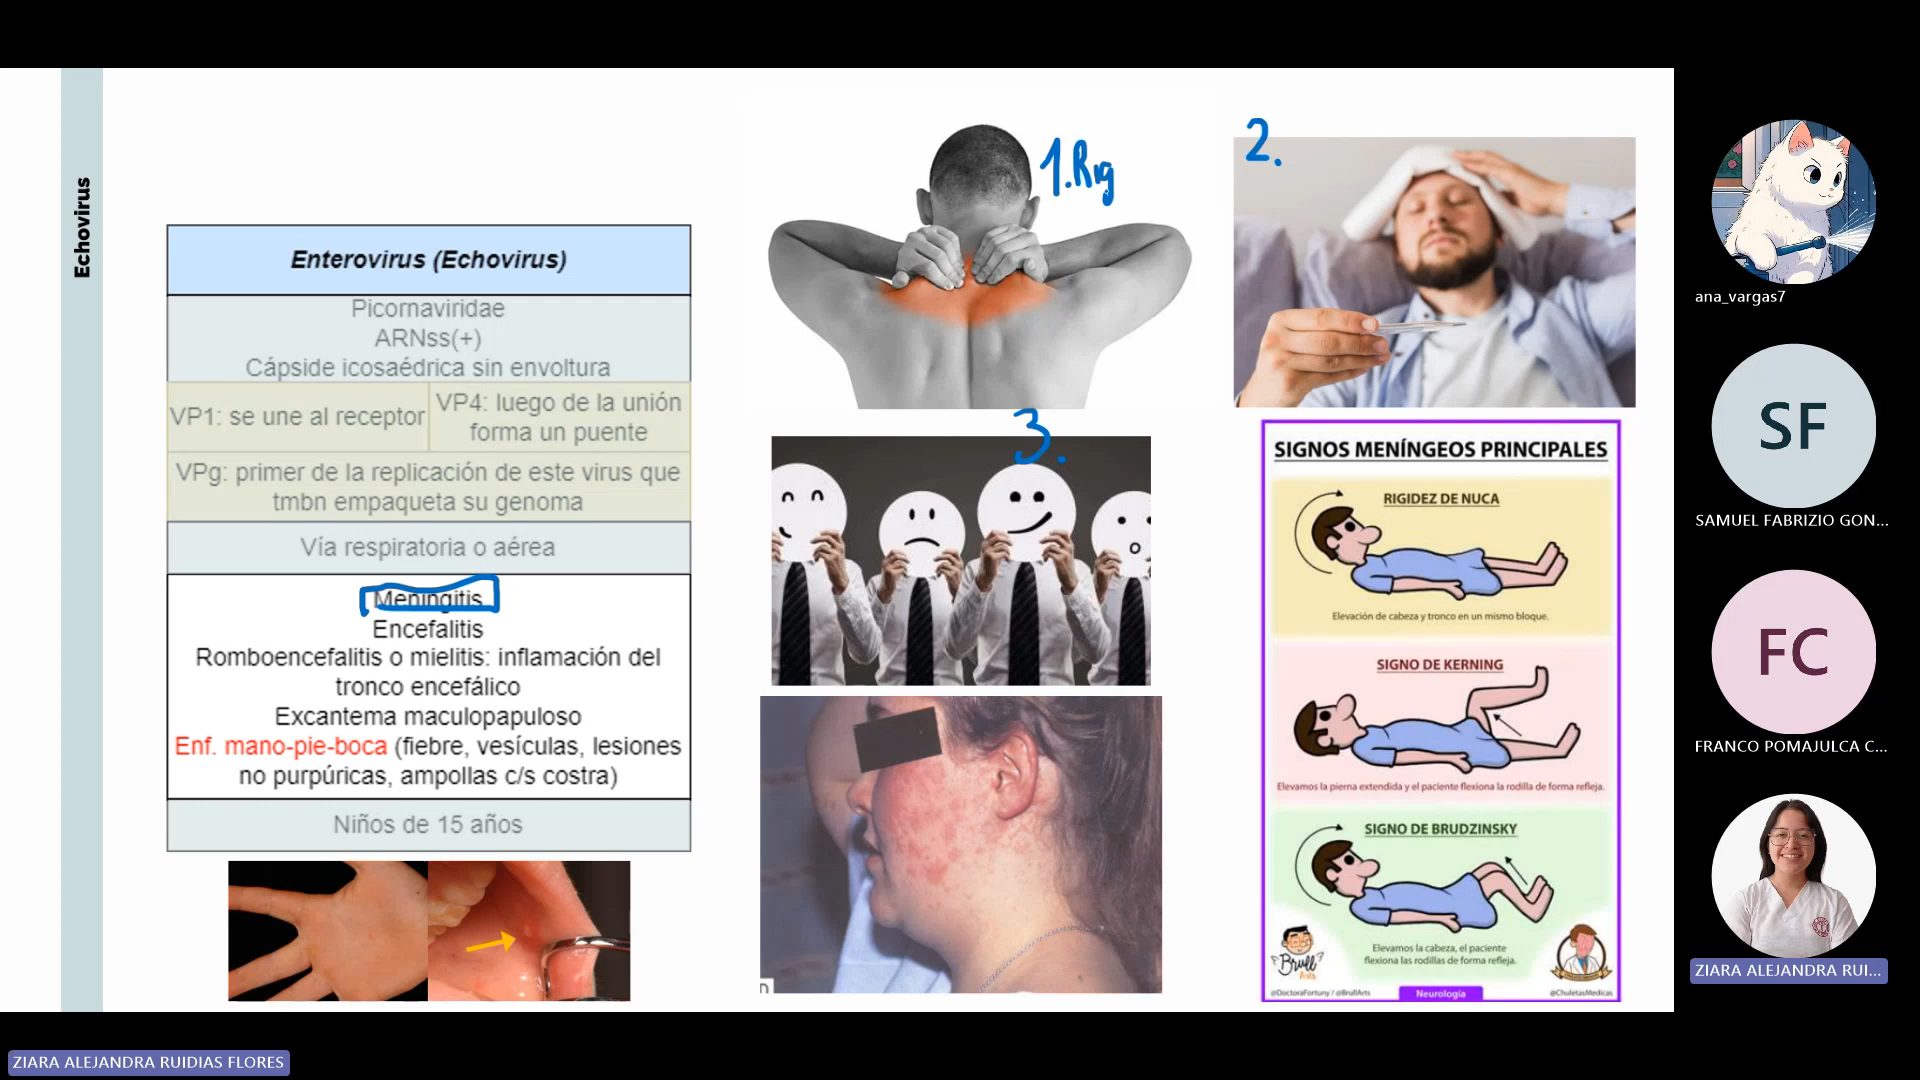 Echovirus
Enterovirus (Echovirus)
Picornaviridae
ARNss(+)
Cápside icosaédrica sin envoltura
VP1: se une al receptor
VP4: luego de la unión
forma un puente
VPg: primer de la replicación de este virus que
tmbn empaqueta su genoma
Vía respiratoria o aérea
Meningitis
Encefalitis
Romboencefalitis o mielitis: inflamación del
tronco encefálico
Excantema maculopapuloso
Enf. mano-pie-boca (fiebre, vesículas, lesiones
no purpúricas, ampollas c/s costra)
Niños de 15 años
1.Rig
2.
3.
SIGNOS MENÍNGEOS PRINCIPALES
RIGIDEZ DE NUCA
Elevación de cabeza y tronco en un mismo bloque.
SIGNO DE KERNING
Elevamos la pierna extendida y el paciente flexiona la rodilla de forma refleja.
SIGNO DE BRUDZINSKY
Elevamos la cabeza, el paciente
flexiona las rodillas de forma refleja.
Brull
Arts
@DoctoraFortuny / @BrullArts
Neurología
@ChuletasMedicas
ana_vargas7
SF
SAMUEL FABRIZIO GON...
FC
FRANCO POMAJULCA C...
ZIARA ALEJANDRA RUI...
ZIARA ALEJANDRA RUIDIAS FLORES